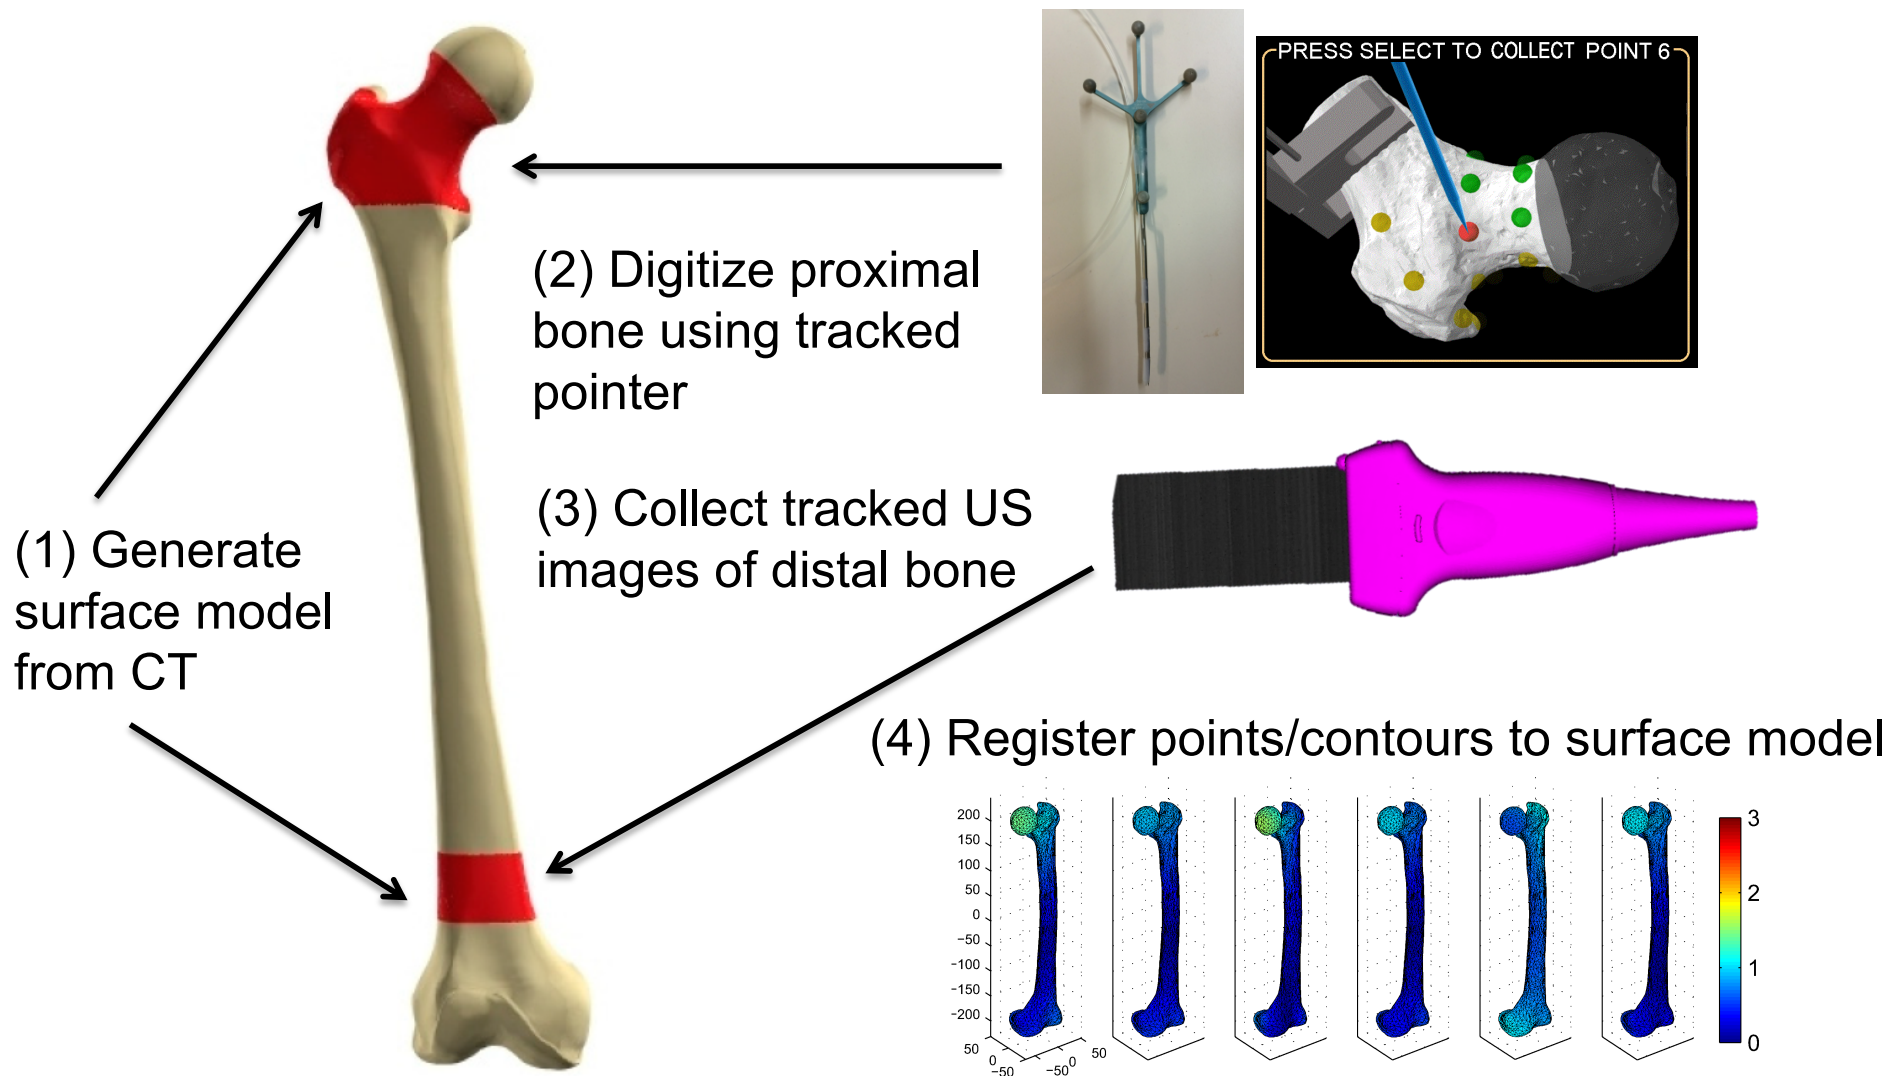 PRESS SELECT TO COLLECT POINT 6
(2) Digitize proximal
bone using tracked
pointer
(3) Collect tracked US
images of distal bone
(1) Generate
surface model
from CT
(4) Register points/contours to surface model
200
150
100
50
0
−50
−100
−150
−200
50
0
−50
−50
0
50
3
2
1
0